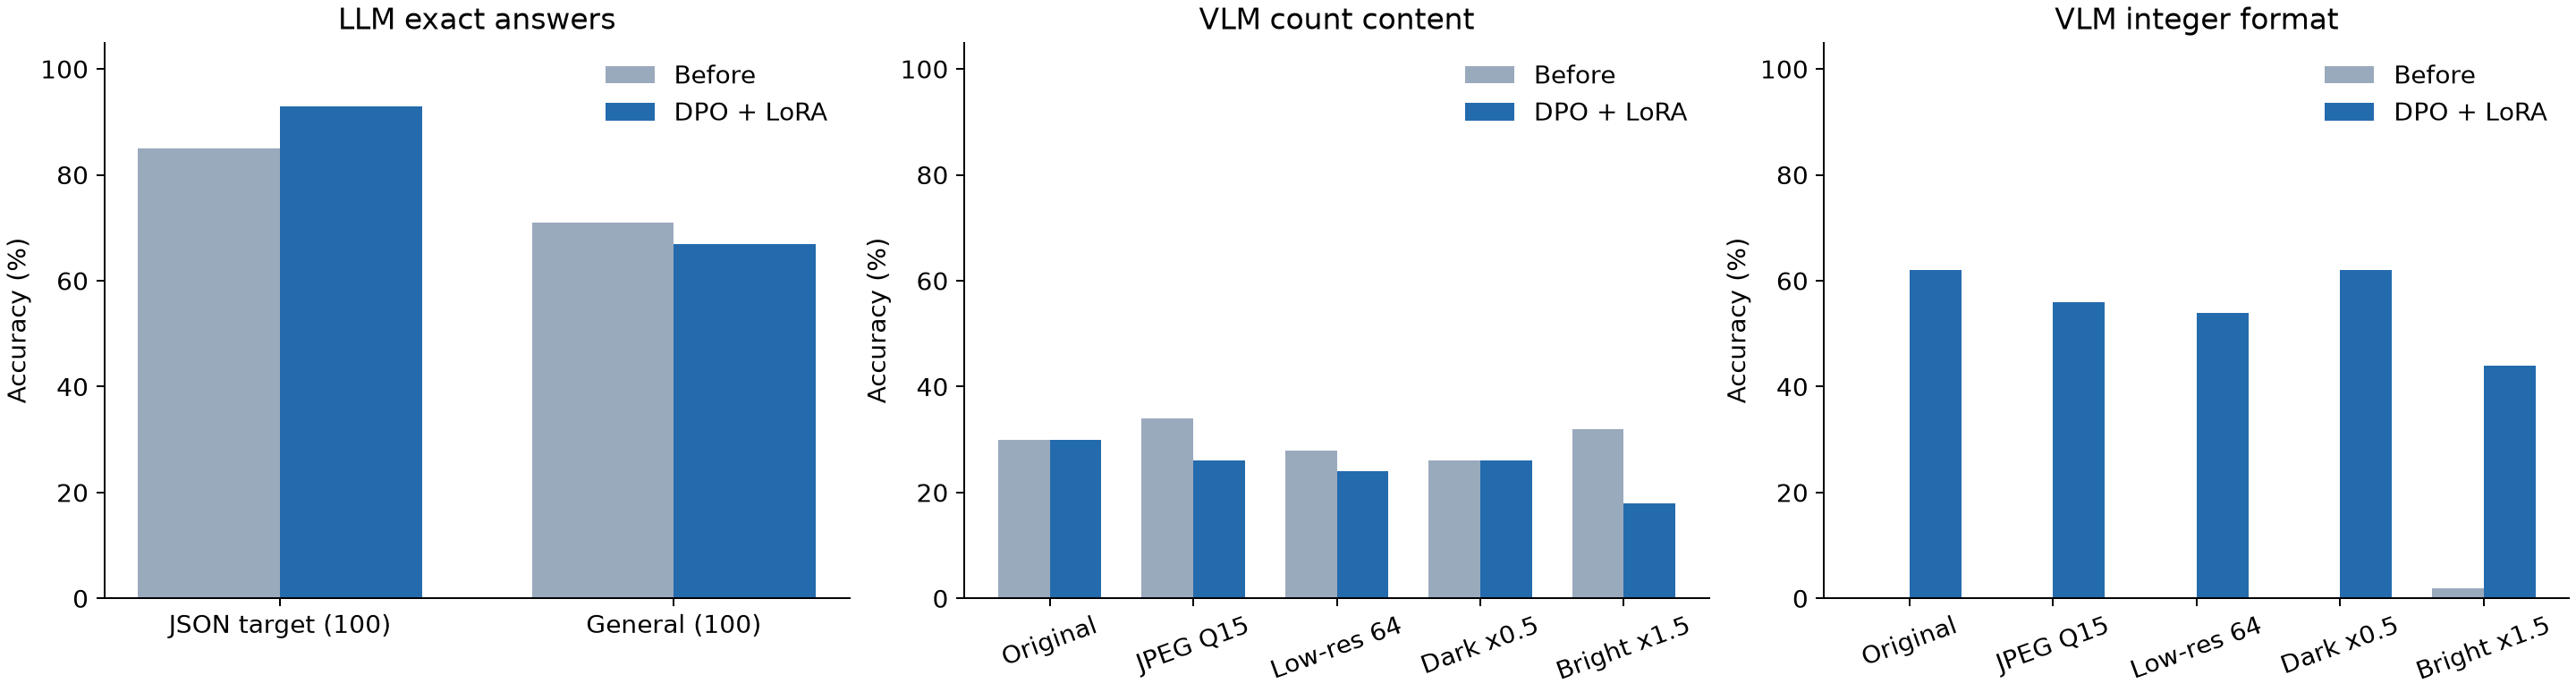 LLM exact answers
Accuracy (%)
100
80
60
40
20
0
Before
DPO + LoRA
JSON target (100)
General (100)
VLM count content
Accuracy (%)
100
80
60
40
20
0
Before
DPO + LoRA
Original
JPEG Q15
Low-res 64
Dark x0.5
Bright x1.5
VLM integer format
Accuracy (%)
100
80
60
40
20
0
Before
DPO + LoRA
Original
JPEG Q15
Low-res 64
Dark x0.5
Bright x1.5